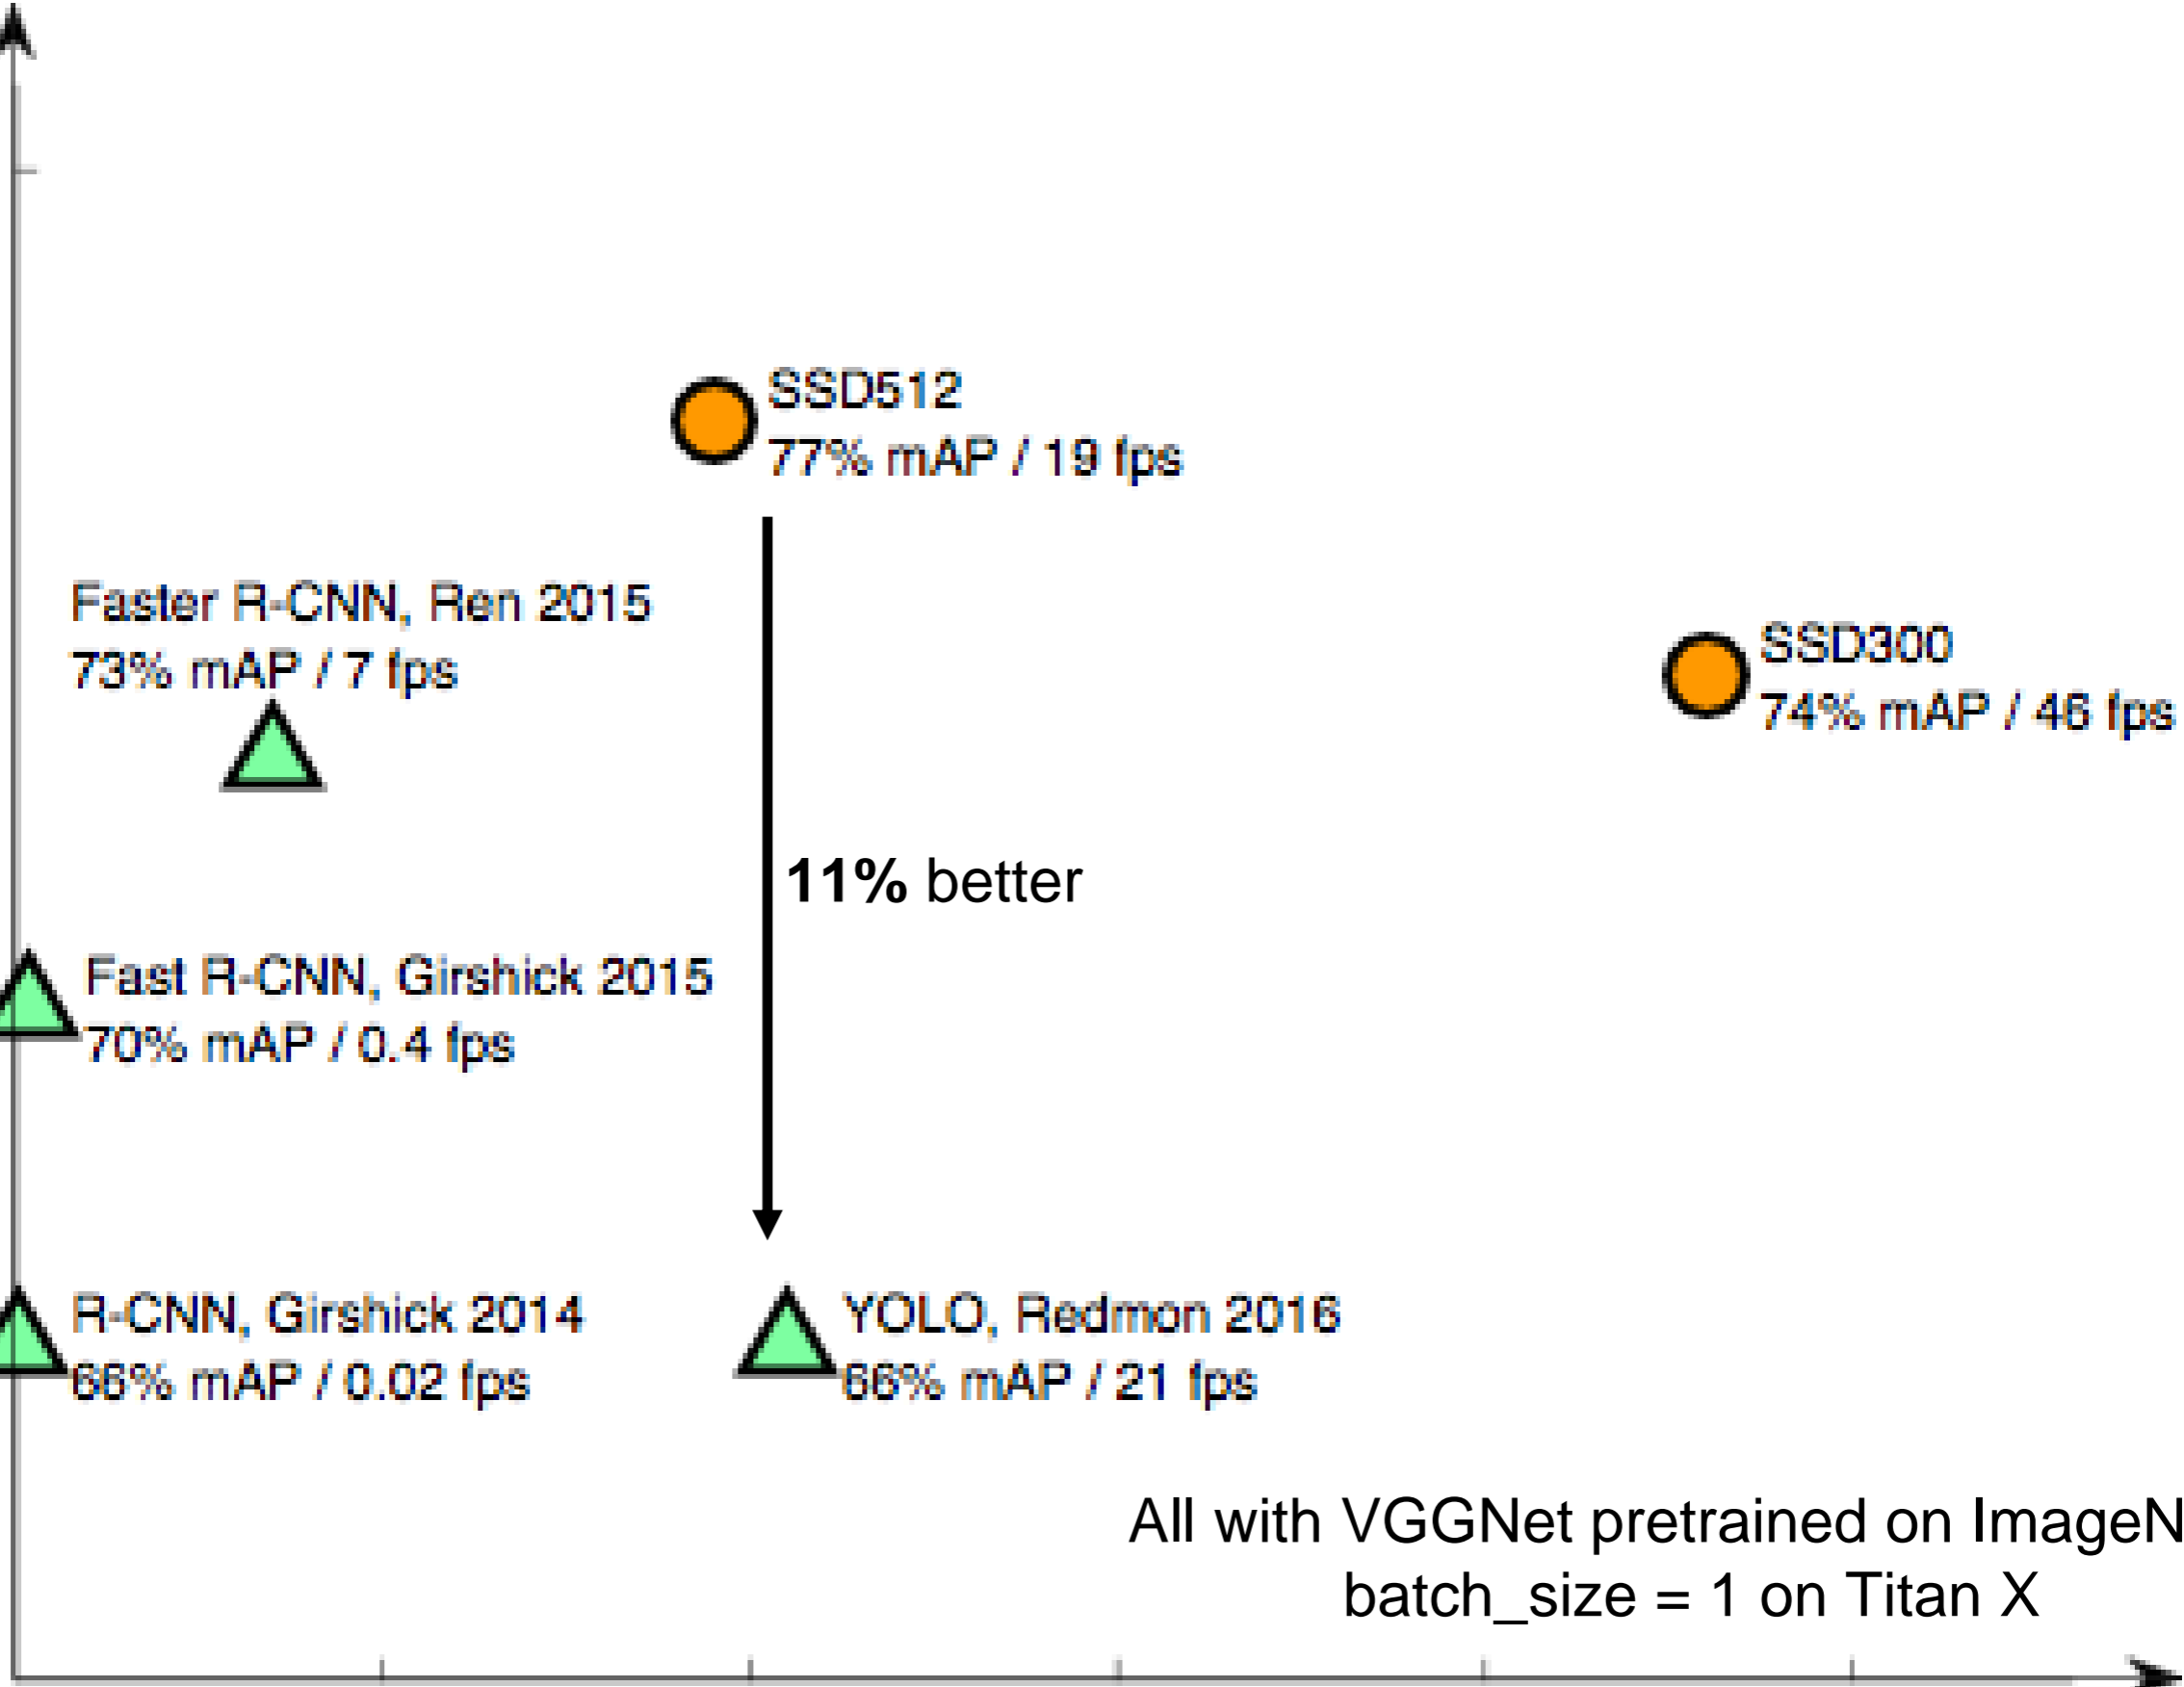 SSD512
77% mAP / 19 fps
Faster R-CNN, Ren 2015
73% mAP / 7 fps
SSD300
74% mAP / 46 fps
11% better
Fast R-CNN, Girshick 2015
70% mAP / 0.4 fps
R-CNN, Girshick 2014
66% mAP / 0.02 fps
YOLO, Redmon 2016
66% mAP / 21 fps
All with VGGNet pretrained on ImageN
batch_size = 1 on Titan X